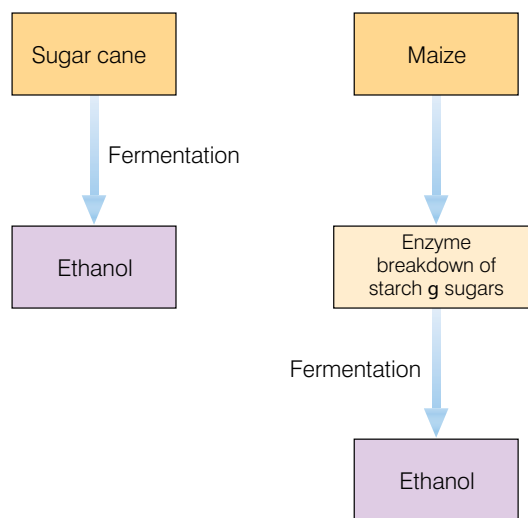 Sugar cane
Maize
Fermentation
Ethanol
Enzyme
breakdown of
starch g sugars
Fermentation
Ethanol